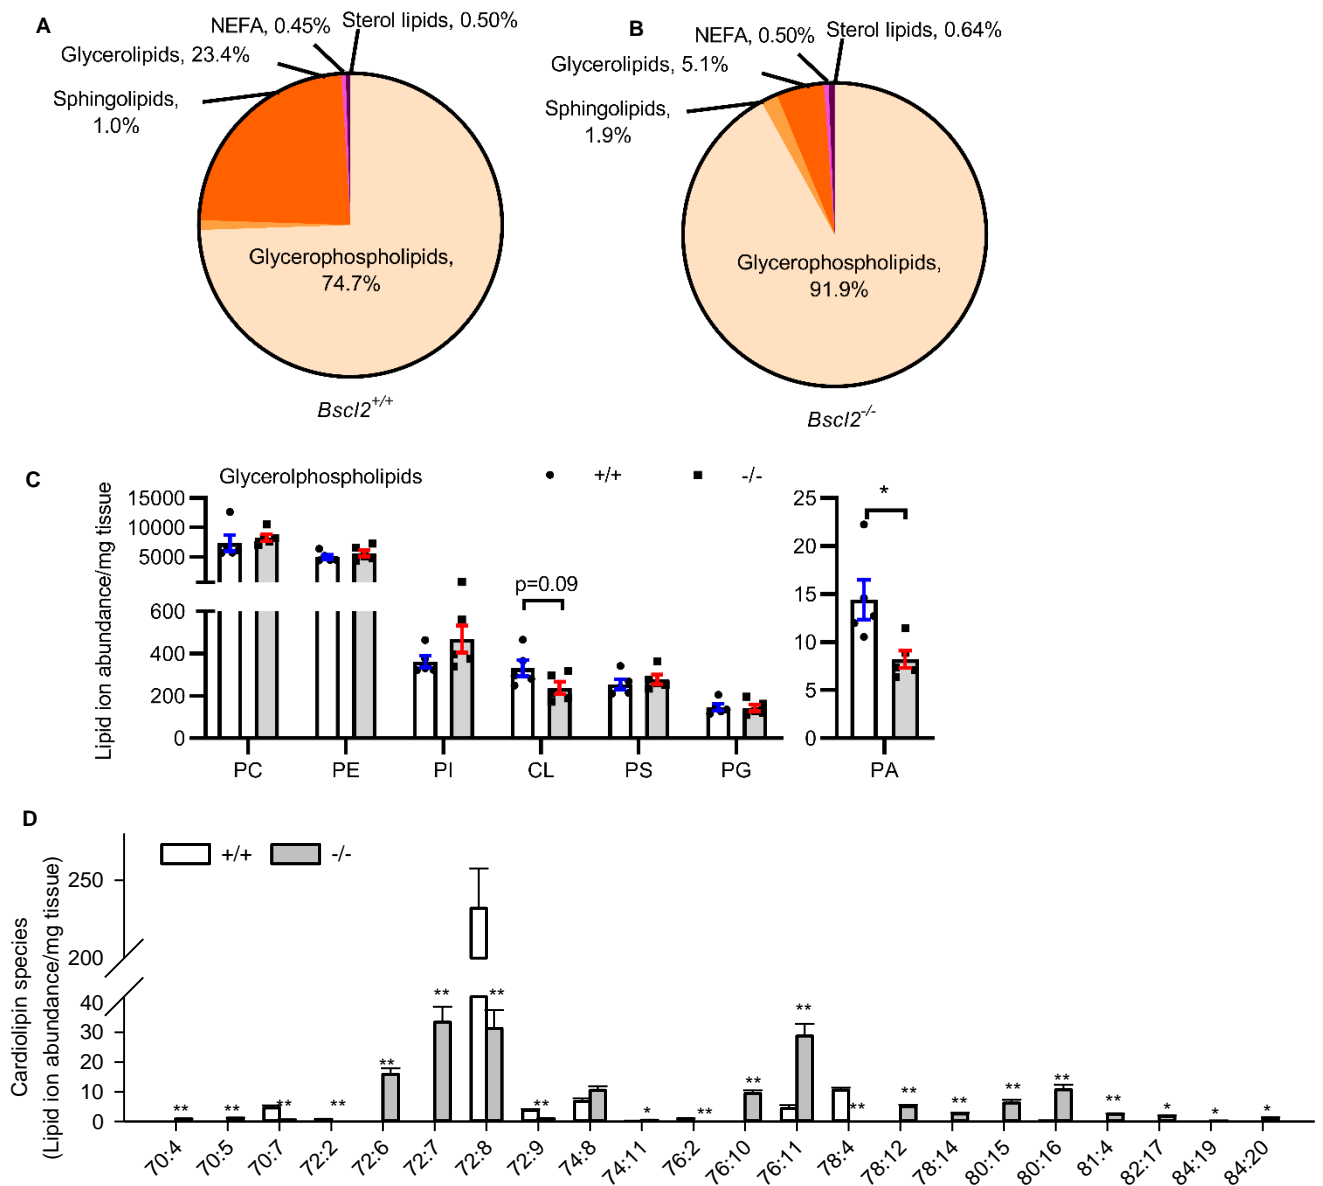 A
NEFA, 0.45%
Sterol lipids, 0.50%
Glycerolipids, 23.4%
Sphingolipids,
1.0%
Glycerophospholipids,
74.7%
Bscl2+/+
B
NEFA, 0.50%
Sterol lipids, 0.64%
Glycerolipids, 5.1%
Sphingolipids,
1.9%
Glycerophospholipids,
91.9%
Bscl2-/-
C
Glycerolphospholipids
+/+
-/-
Lipid ion abundance/mg tissue
15000
10000
5000
600
400
200
0
p=0.09
PC
PE
PI
CL
PS
PG
25
20
15
10
5
0
*
PA
D
+/+
-/-
Cardiolipin species
(Lipid ion abundance/mg tissue)
250
200
40
30
20
10
0
**
**
**
**
**
**
**
**
*
**
**
**
**
**
**
**
**
**
*
*
*
70:4
70:5
70:7
72:2
72:6
72:7
72:8
72:9
74:8
74:11
76:2
76:10
76:11
78:4
78:12
78:14
80:15
80:16
81:4
82:17
84:19
84:20